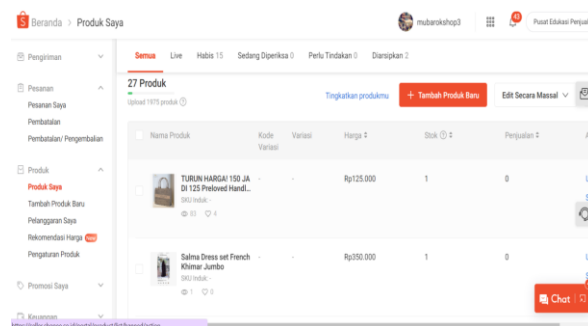 Beranda > Produk Saya
mubarokshop3
Pusat Edukasi Penjual
Pengiriman
Pesanan
Pesanan Saya
Pembatalan
Pembatalan/ Pengembalian
Produk
Produk Saya
Tambah Produk Baru
Pelanggaran Saya
Rekomendasi Harga
Pengaturan Produk
Promosi Saya
Keuangan
Semua Live Habis 15 Sedang Diperiksa 0 Perlu Tindakan 0 Diarsipkan 2
27 Produk
Upload 1975 produk
Tingkatkan produkmu
+ Tambah Produk Baru
Edit Secara Massal
Nama Produk Kode Variasi Variasi Harga Stok Penjualan
TURUN HARGA! 150 JA
DI 125 Preloved Handl...
SKU Induk: -
83 4
- - Rp125.000 1 0
Salma Dress set French
Khimar Jumbo
SKU Induk: -
1 0
- - Rp350.000 1 0
Chat